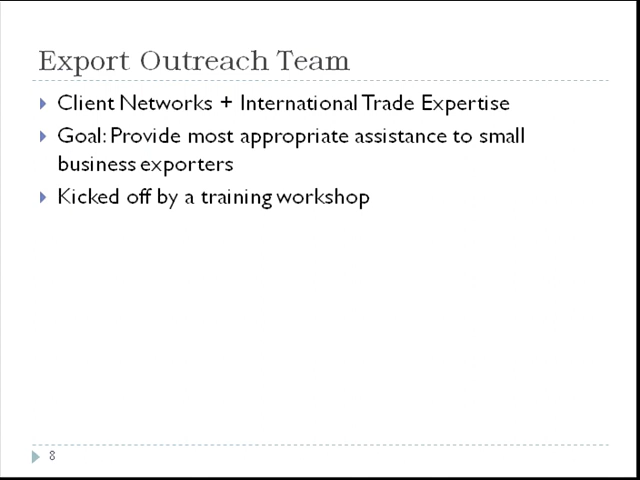 Export Outreach Team
Client Networks + International Trade Expertise
Goal: Provide most appropriate assistance to small
business exporters
Kicked off by a training workshop
8